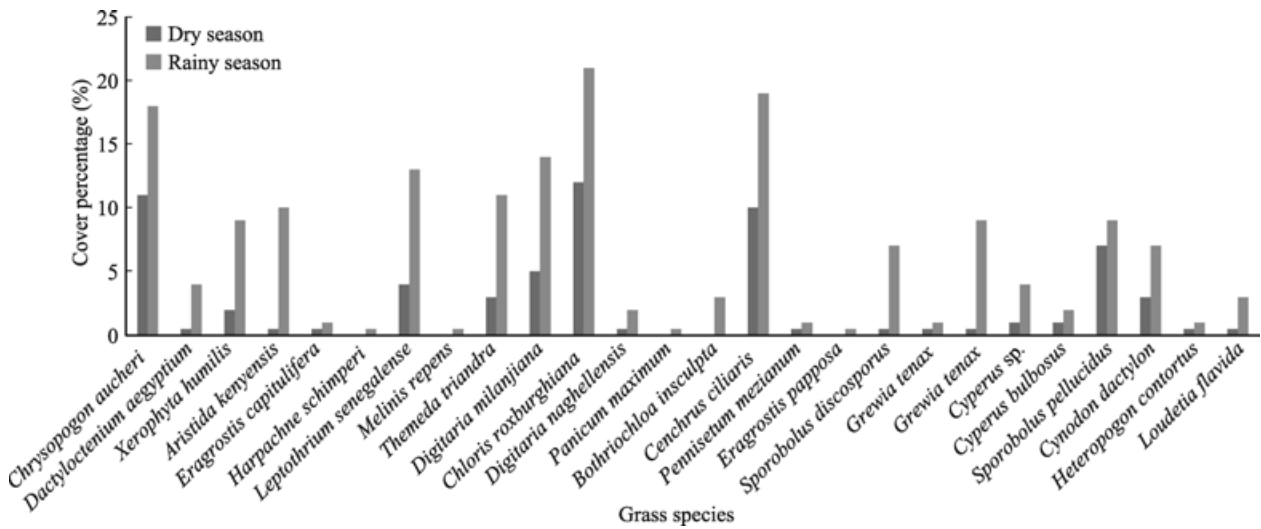 25
20
15
10
5
0
Cover percentage (%)
Dry season
Rainy season
Chrysopogon aucheri
Dactyloctenium aegyptium
Xerophyta humilis
Aristida kenyensis
Eragrostis capitulifera
Harpachne schimperi
Leptothrium senegalense
Melinis repens
Themeda triandra
Digitaria milanjiana
Chloris roxburghiana
Digitaria naghellensis
Panicum maximum
Bothriochloa insculpta
Cenchrus ciliaris
Pennisetum mezianum
Eragrostis papposa
Sporobolus discosporus
Grewia tenax
Grewia tenax
Cyperus sp.
Cyperus bulbosus
Sporobolus pellucidus
Cynodon dactylon
Heteropogon contortus
Loudetia flavida
Grass species